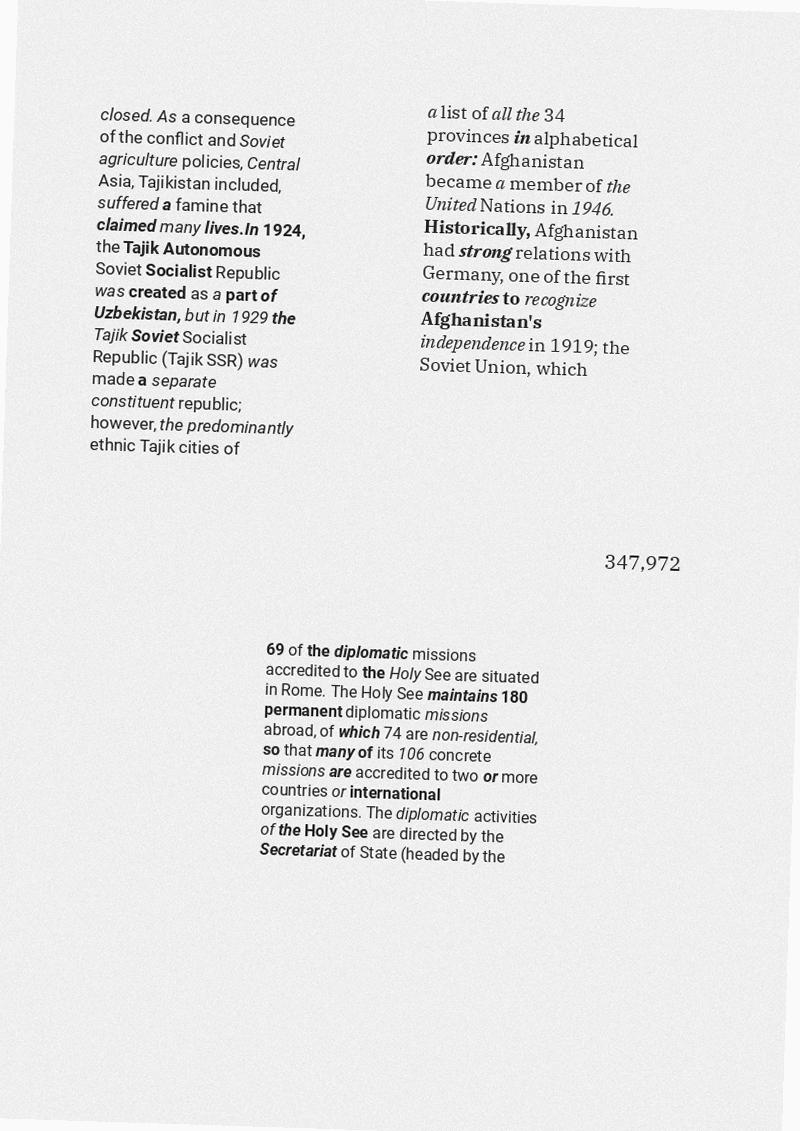 closed. As a consequence
of the conflict and Soviet
agriculture policies, Central
Asia, Tajikistan included,
suffered a famine that
claimed many lives.In 1924,
the Tajik Autonomous
Soviet Socialist Republic
was created as a part of
Uzbekistan, but in 1929 the
Tajik Soviet Socialist
Republic (Tajik SSR) was
made a separate
constituent republic;
however, the predominantly
ethnic Tajik cities of
a list of all the 34
provinces in alphabetical
order: Afghanistan
became a member of the
United Nations in 1946.
Historically, Afghanistan
had strong relations with
Germany, one of the first
countries to recognize
Afghanistan's
independence in 1919; the
Soviet Union, which
347,972
69 of the diplomatic missions
accredited to the Holy See are situated
in Rome. The Holy See maintains 180
permanent diplomatic missions
abroad, of which 74 are non-residential,
so that many of its 106 concrete
missions are accredited to two or more
countries or international
organizations. The diplomatic activities
of the Holy See are directed by the
Secretariat of State (headed by the